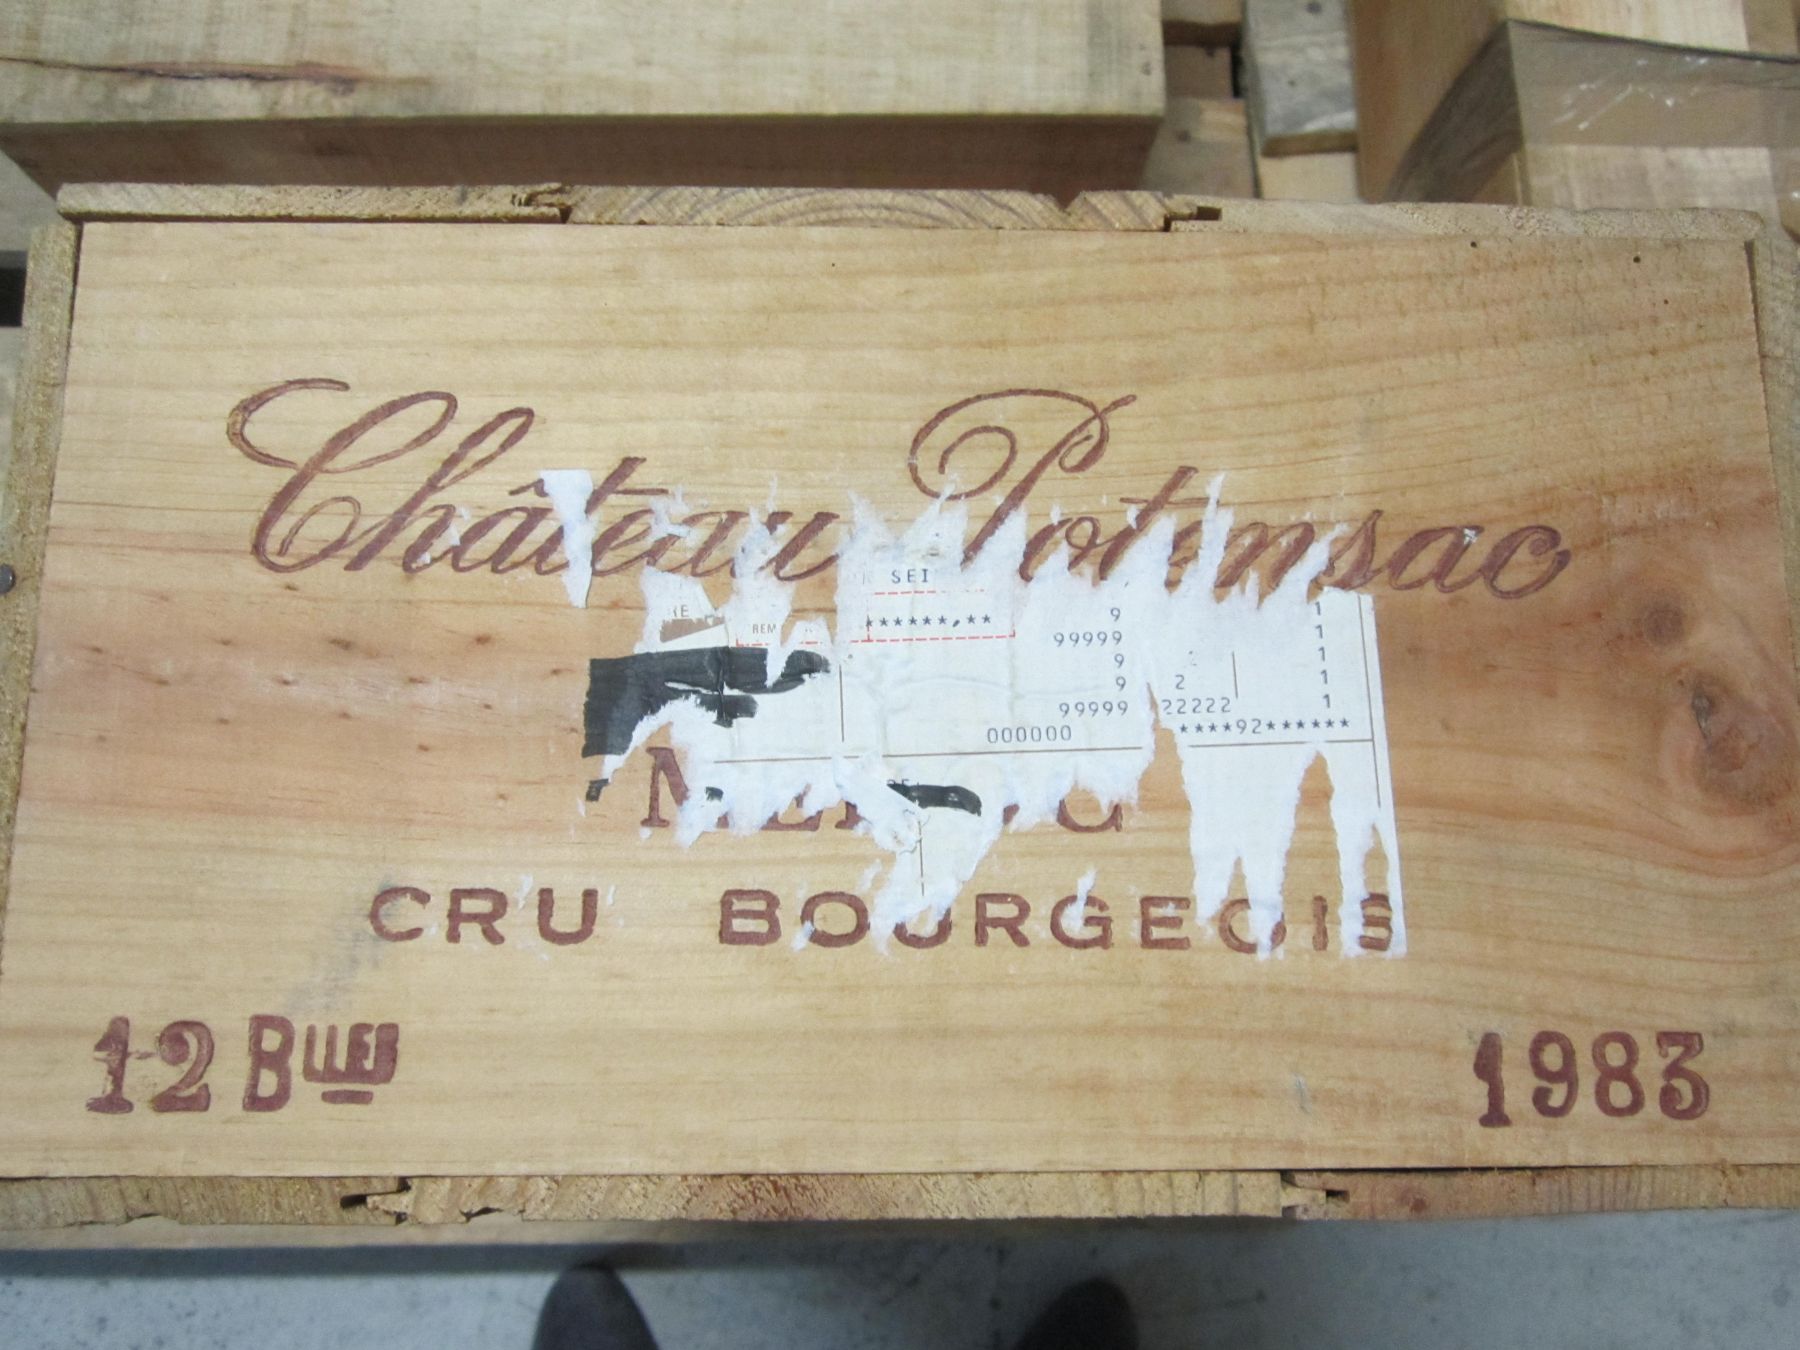 Château Potensac
SEI
REM ******,**
9 1
99999 1
9 1
9 2 1
99999 22222 1
000000 ****92******
CRU BOURGEOIS
12 Blles 1983